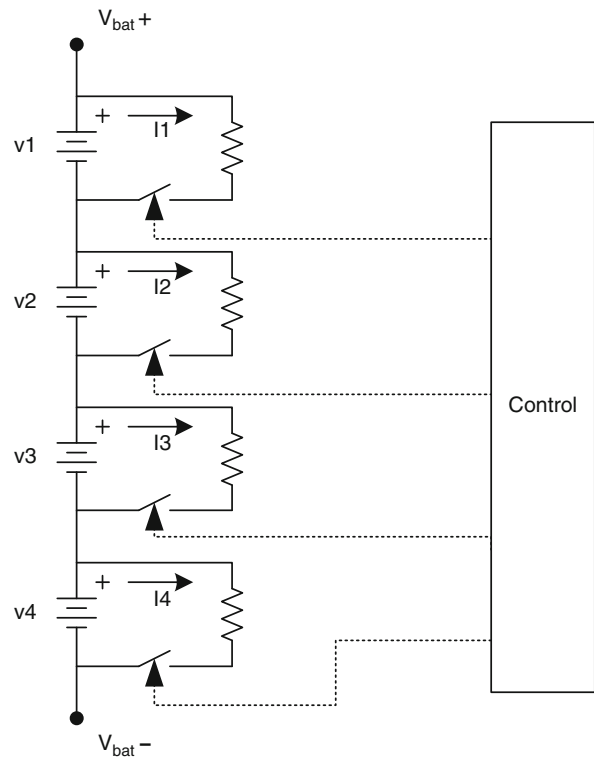 V_bat +
+
I1
v1
+
I2
v2
Control
+
I3
v3
+
I4
v4
V_bat −